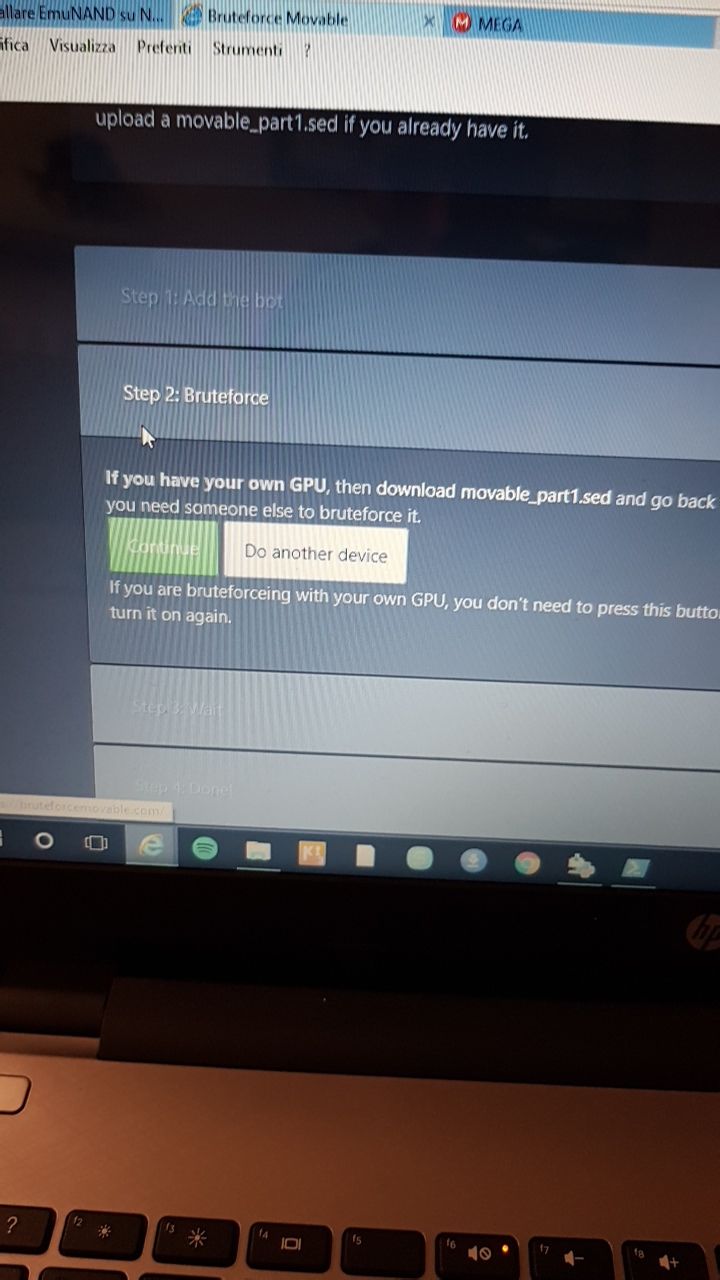 allare EmuNAND su N... Bruteforce Movable MEGA
ifica Visualizza Preferiti Strumenti ?
upload a movable_part1.sed if you already have it.
Step 1: Add the bot
Step 2: Bruteforce
If you have your own GPU, then download movable_part1.sed and go back
you need someone else to bruteforce it.
Continue Do another device
If you are bruteforceing with your own GPU, you don't need to press this butto
turn it on again.
Step 3: Wait
Step 4: Done!
bruteforcemovable.com/
hp
? f2 f3 f4 f5 f6 f7 f8